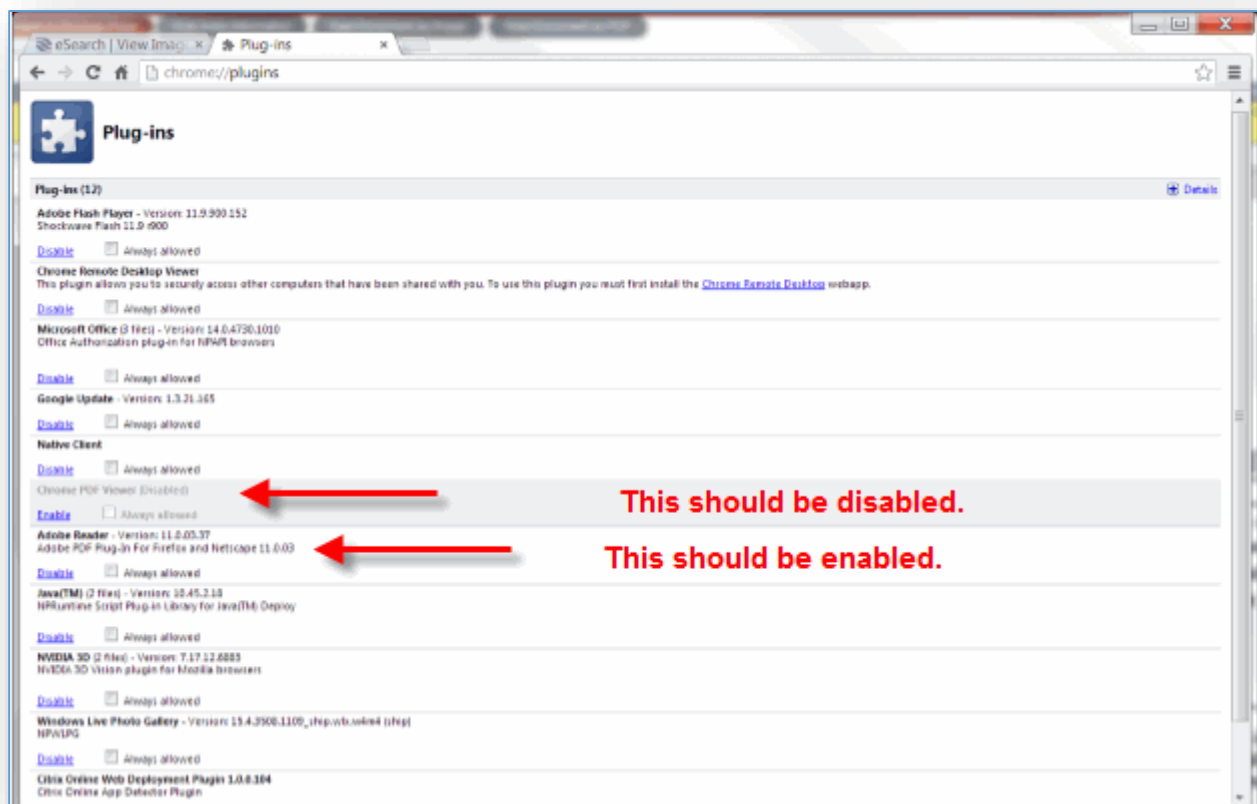 eSearch | View Imag
Plug-ins
chrome://plugins
Plug-ins
Plug-ins (12)
Details
Adobe Flash Player - Version: 11.9.900.152
Shockwave Flash 11.9 r900
Disable Always allowed
Chrome Remote Desktop Viewer
This plugin allows you to securely access other computers that have been shared with you. To use this plugin you must first install the Chrome Remote Desktop webapp.
Disable Always allowed
Microsoft Office (3 files) - Version: 14.0.4730.1010
Office Authorization plug-in for NPAPI browsers
Disable Always allowed
Google Update - Version: 1.3.21.165
Disable Always allowed
Native Client
Disable Always allowed
Chrome PDF Viewer (Disabled)
This should be disabled.
Enable Always allowed
Adobe Reader - Version: 11.0.03.37
Adobe PDF Plug-In For Firefox and Netscape 11.0.03
This should be enabled.
Disable Always allowed
Java(TM) (2 files) - Version: 10.45.2.18
NPRuntime Script Plug-in Library for Java(TM) Deploy
Disable Always allowed
NVIDIA 3D (2 files) - Version: 7.17.12.6883
NVIDIA 3D Vision plugin for Mozilla browsers
Disable Always allowed
Windows Live Photo Gallery - Version:
NPWLPG
Disable Always allowed
Citrix Online Web Deployment Plugin 1.0.0.104
Citrix Online App Detector Plugin